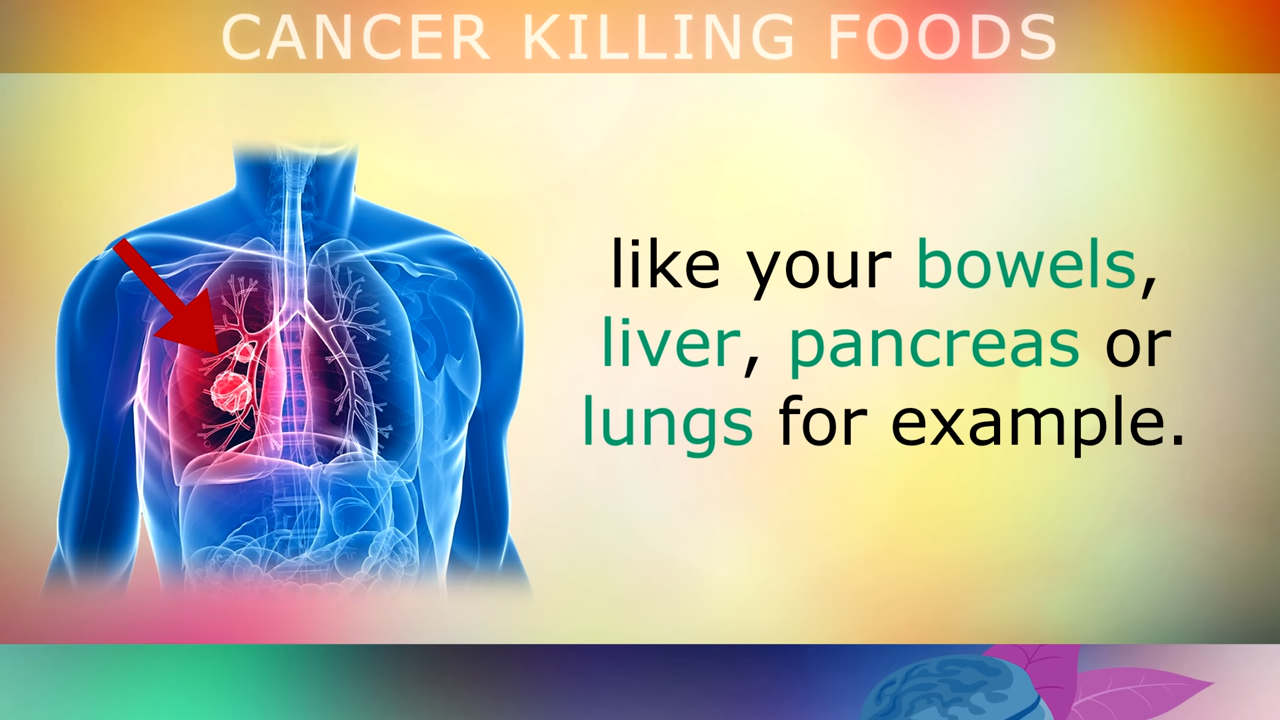 CANCER KILLING FOODS
like your bowels,
liver, pancreas or
lungs for example.